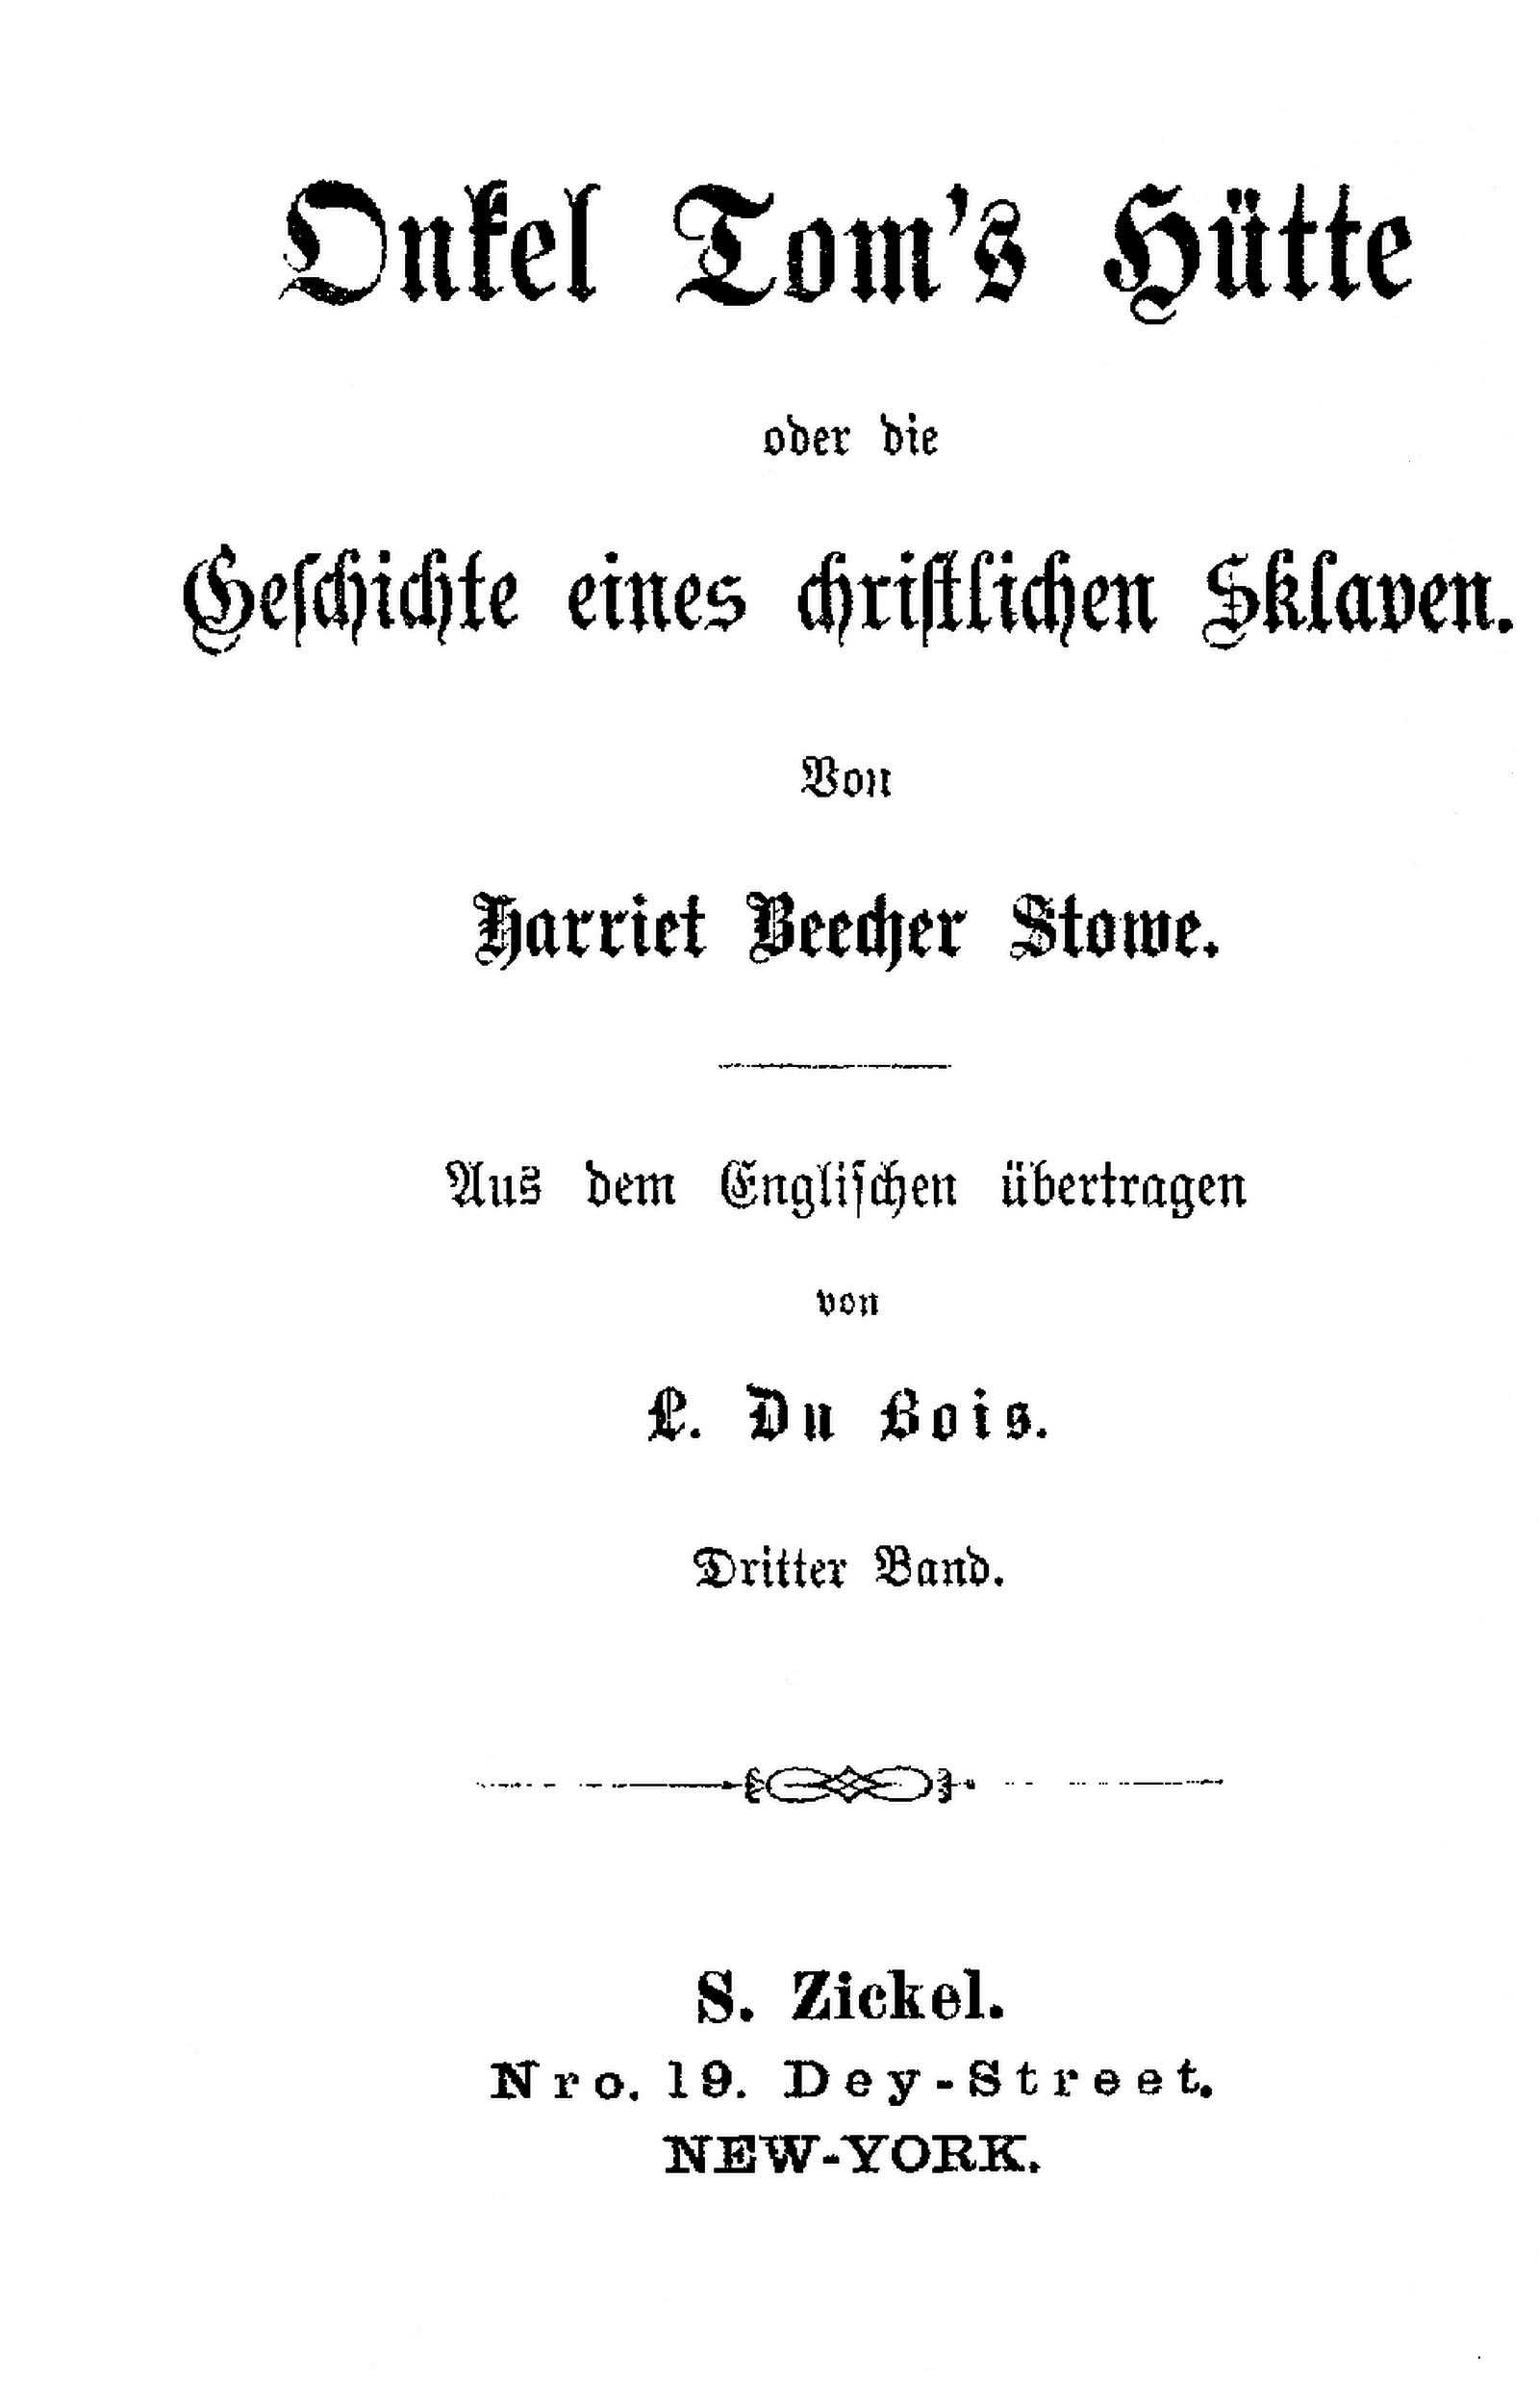 Onkel Tom's Hütte
oder die
Geschichte eines christlichen Sklaven.
Von
Harriet Beecher Stowe.
Aus dem Englischen übertragen
von
L. Du Bois.
Dritter Band.
S. Zickel.
Nro. 19. Dey-Street.
NEW-YORK.